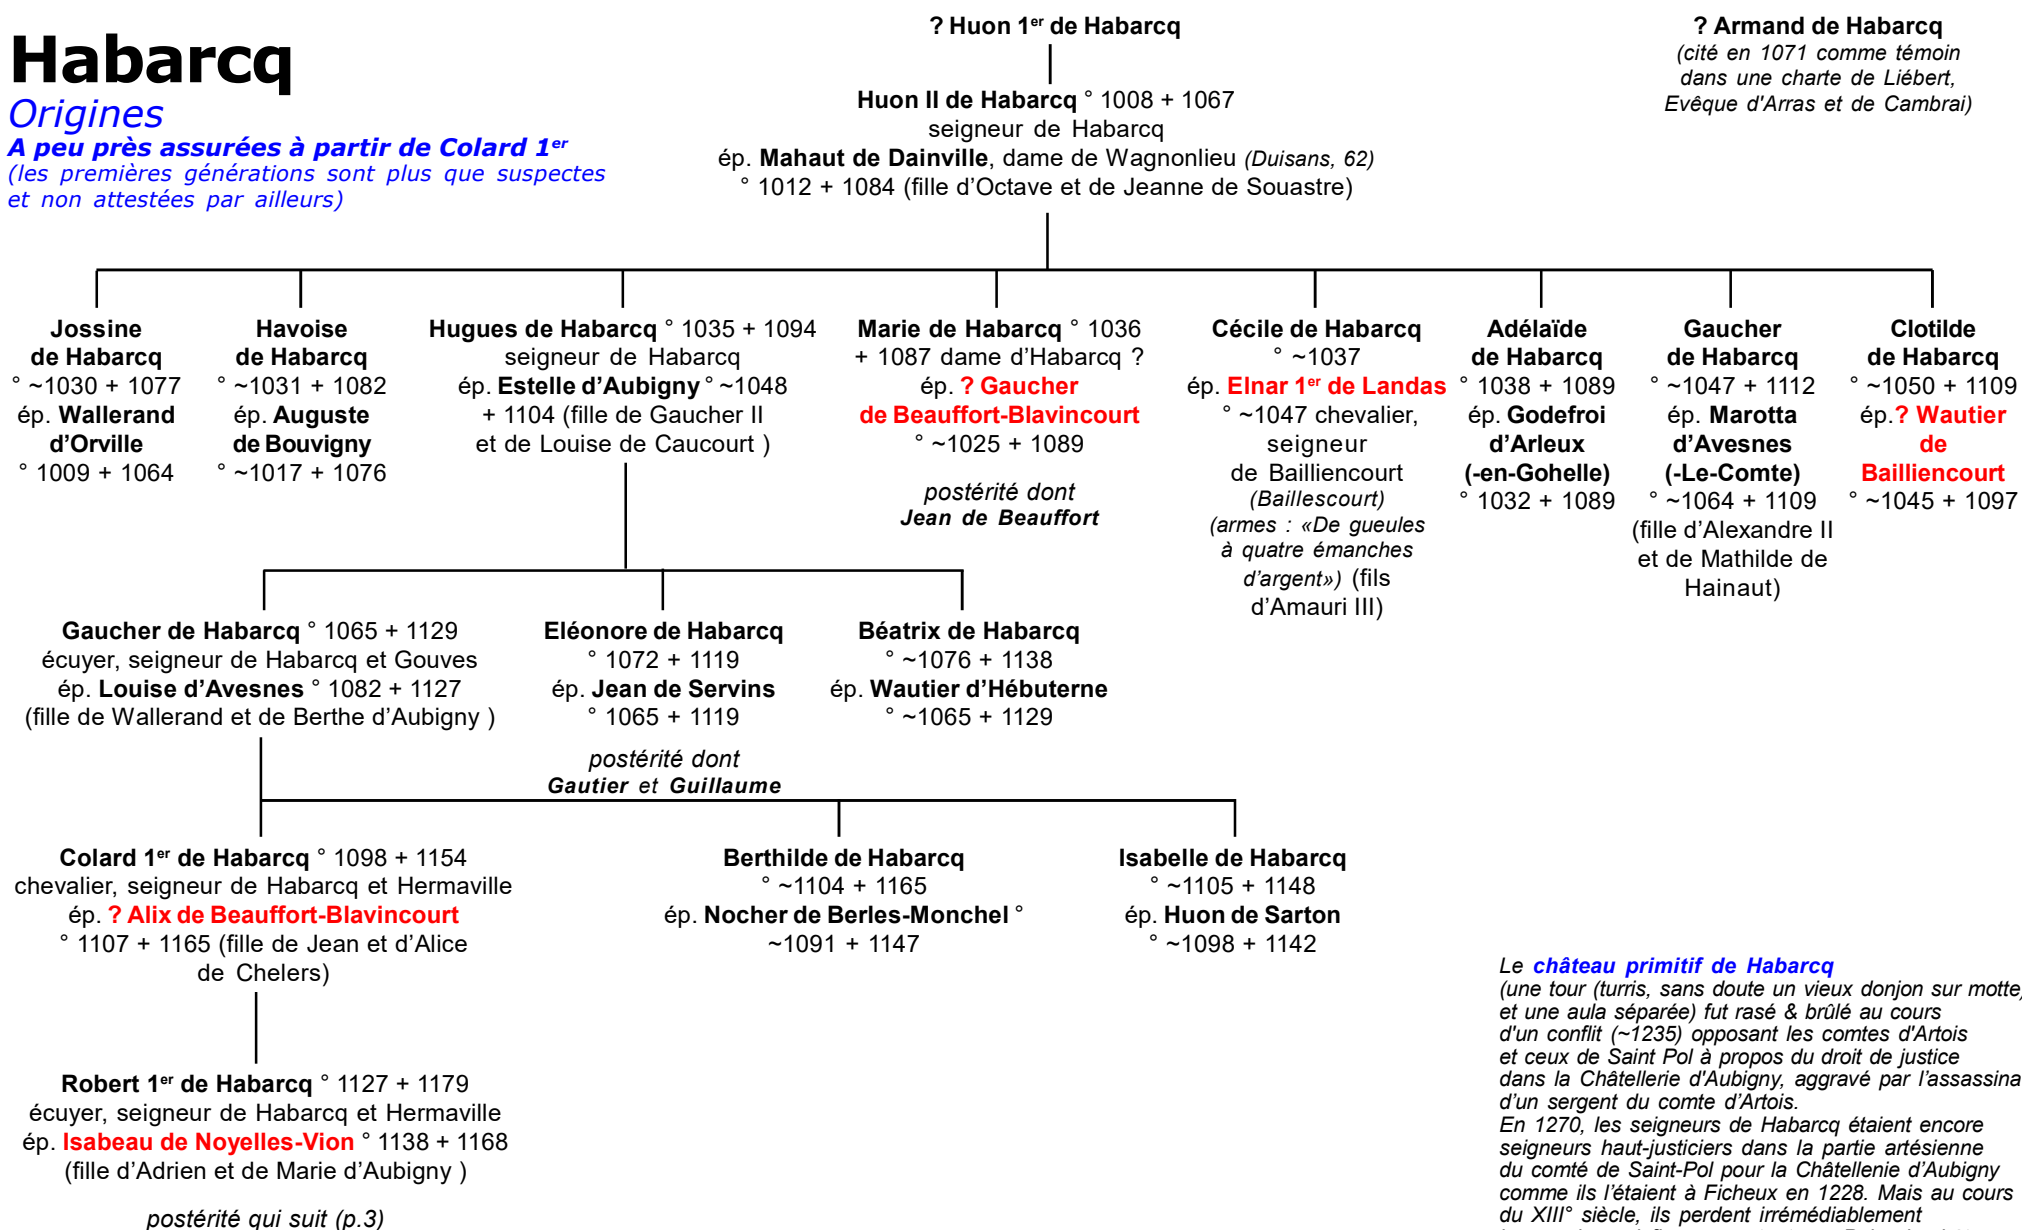 Habarcq
Origines
A peu près assurées à partir de Colard 1er
(les premières générations sont plus que suspectes
et non attestées par ailleurs)
? Huon 1er de Habarcq
Huon II de Habarcq ° 1008 + 1067
seigneur de Habarcq
ép. Mahaut de Dainville, dame de Wagnonlieu (Duisans, 62)
° 1012 + 1084 (fille d'Octave et de Jeanne de Souastre)
? Armand de Habarcq
(cité en 1071 comme témoin
dans une charte de Liébert,
Evêque d'Arras et de Cambrai)
Jossine
de Habarcq
° ~1030 + 1077
ép. Wallerand
d'Orville
° 1009 + 1064
Havoise
de Habarcq
° ~1031 + 1082
ép. Auguste
de Bouvigny
° ~1017 + 1076
Hugues de Habarcq ° 1035 + 1094
seigneur de Habarcq
ép. Estelle d'Aubigny ° ~1048
+ 1104 (fille de Gaucher II
et de Louise de Caucourt )
Marie de Habarcq ° 1036
+ 1087 dame d'Habarcq ?
ép. ? Gaucher
de Beauffort-Blavincourt
° ~1025 + 1089
postérité dont
Jean de Beauffort
Cécile de Habarcq
° ~1037
ép. Elnar 1er de Landas
° ~1047 chevalier,
seigneur
de Bailliencourt
(Baillescourt)
(armes : «De gueules
à quatre émanches
d'argent») (fils
d'Amauri III)
Adélaïde
de Habarcq
° 1038 + 1089
ép. Godefroi
d'Arleux
(-en-Gohelle)
° 1032 + 1089
Gaucher
de Habarcq
° ~1047 + 1112
ép. Marotta
d'Avesnes
(-Le-Comte)
° ~1064 + 1109
(fille d'Alexandre II
et de Mathilde de
Hainaut)
Clotilde
de Habarcq
° ~1050 + 1109
ép.? Wautier
de
Bailliencourt
° ~1045 + 1097
Gaucher de Habarcq ° 1065 + 1129
écuyer, seigneur de Habarcq et Gouves
ép. Louise d'Avesnes ° 1082 + 1127
(fille de Wallerand et de Berthe d'Aubigny )
Eléonore de Habarcq
° 1072 + 1119
ép. Jean de Servins
° 1065 + 1119
postérité dont
Gautier et Guillaume
Béatrix de Habarcq
° ~1076 + 1138
ép. Wautier d'Hébuterne
° ~1065 + 1129
Colard 1er de Habarcq ° 1098 + 1154
chevalier, seigneur de Habarcq et Hermaville
ép. ? Alix de Beauffort-Blavincourt
° 1107 + 1165 (fille de Jean et d'Alice
de Chelers)
Berthilde de Habarcq
° ~1104 + 1165
ép. Nocher de Berles-Monchel °
~1091 + 1147
Isabelle de Habarcq
° ~1105 + 1148
ép. Huon de Sarton
° ~1098 + 1142
Robert 1er de Habarcq ° 1127 + 1179
écuyer, seigneur de Habarcq et Hermaville
ép. Isabeau de Noyelles-Vion ° 1138 + 1168
(fille d'Adrien et de Marie d'Aubigny )
postérité qui suit (p.3)
Le château primitif de Habarcq
(une tour (turris, sans doute un vieux donjon sur motte)
et une aula séparée) fut rasé & brûlé au cours
d'un conflit (~1235) opposant les comtes d'Artois
et ceux de Saint Pol à propos du droit de justice
dans la Châtellerie d'Aubigny, aggravé par l'assassina
d'un sergent du comte d'Artois.
En 1270, les seigneurs de Habarcq étaient encore
seigneurs haut-justiciers dans la partie artésienne
du comté de Saint-Pol pour la Châtellenie d'Aubigny
comme ils l'étaient à Ficheux en 1228. Mais au cours
du XIII° siècle, ils perdent irrémédiablement